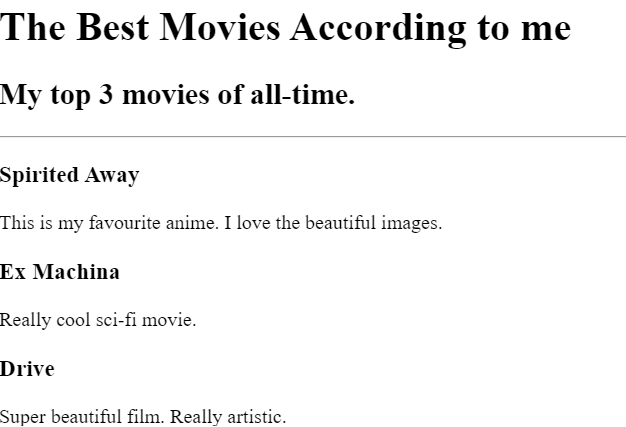 The Best Movies According to me
My top 3 movies of all-time.
Spirited Away
This is my favourite anime. I love the beautiful images.
Ex Machina
Really cool sci-fi movie.
Drive
Super beautiful film. Really artistic.